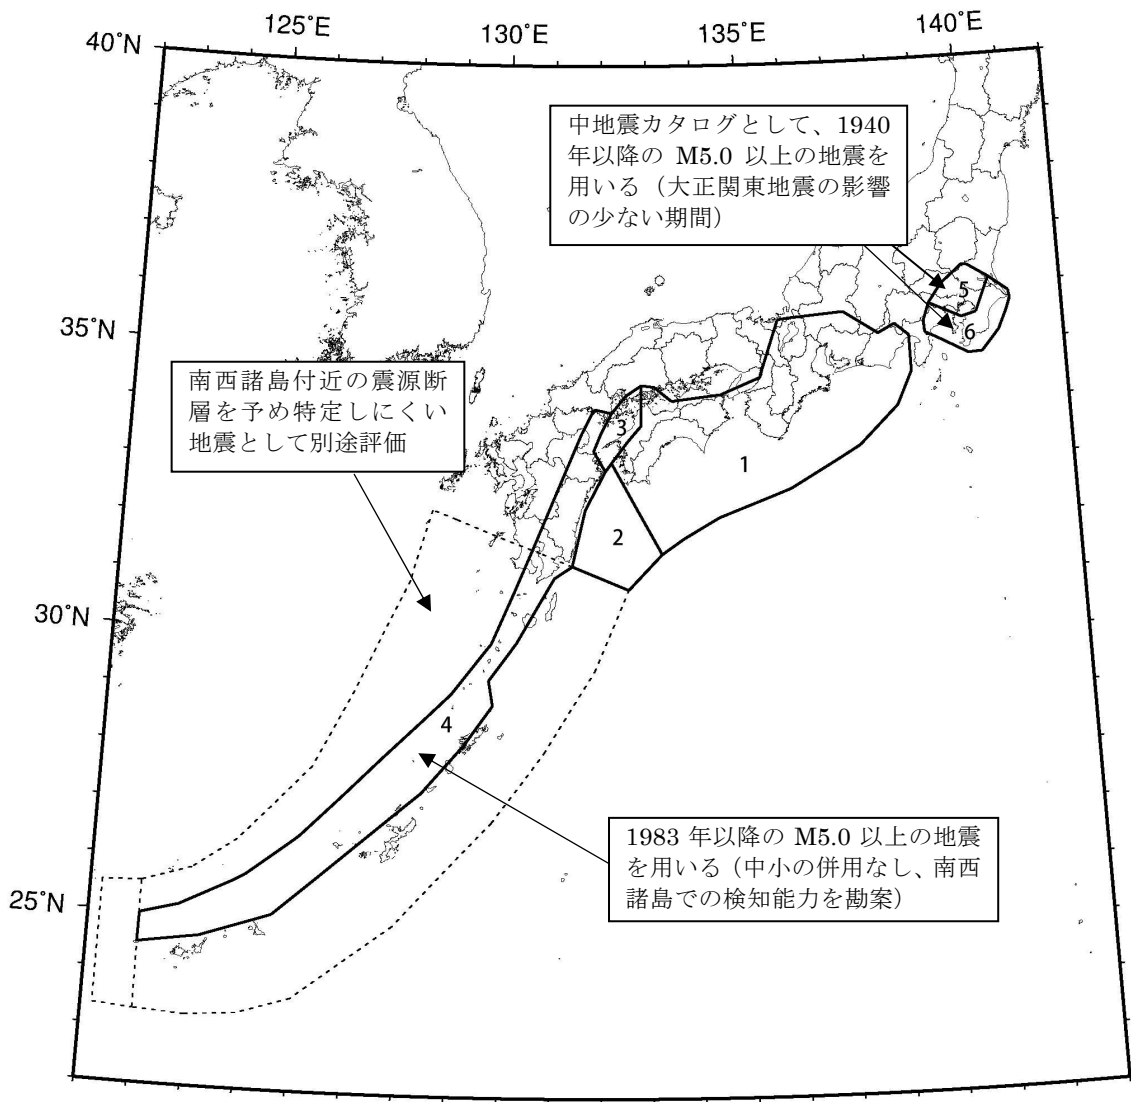 125°E
130°E
135°E
140°E
40°N
35°N
30°N
25°N
中地震カタログとして、1940
年以降の M5.0 以上の地震を
用いる（大正関東地震の影響
の少ない期間）
南西諸島付近の震源断
層を予め特定しにくい
地震として別途評価
5
6
3
1
2
4
1983 年以降の M5.0 以上の地震
を用いる（中小の併用なし、南西
諸島での検知能力を勘案）